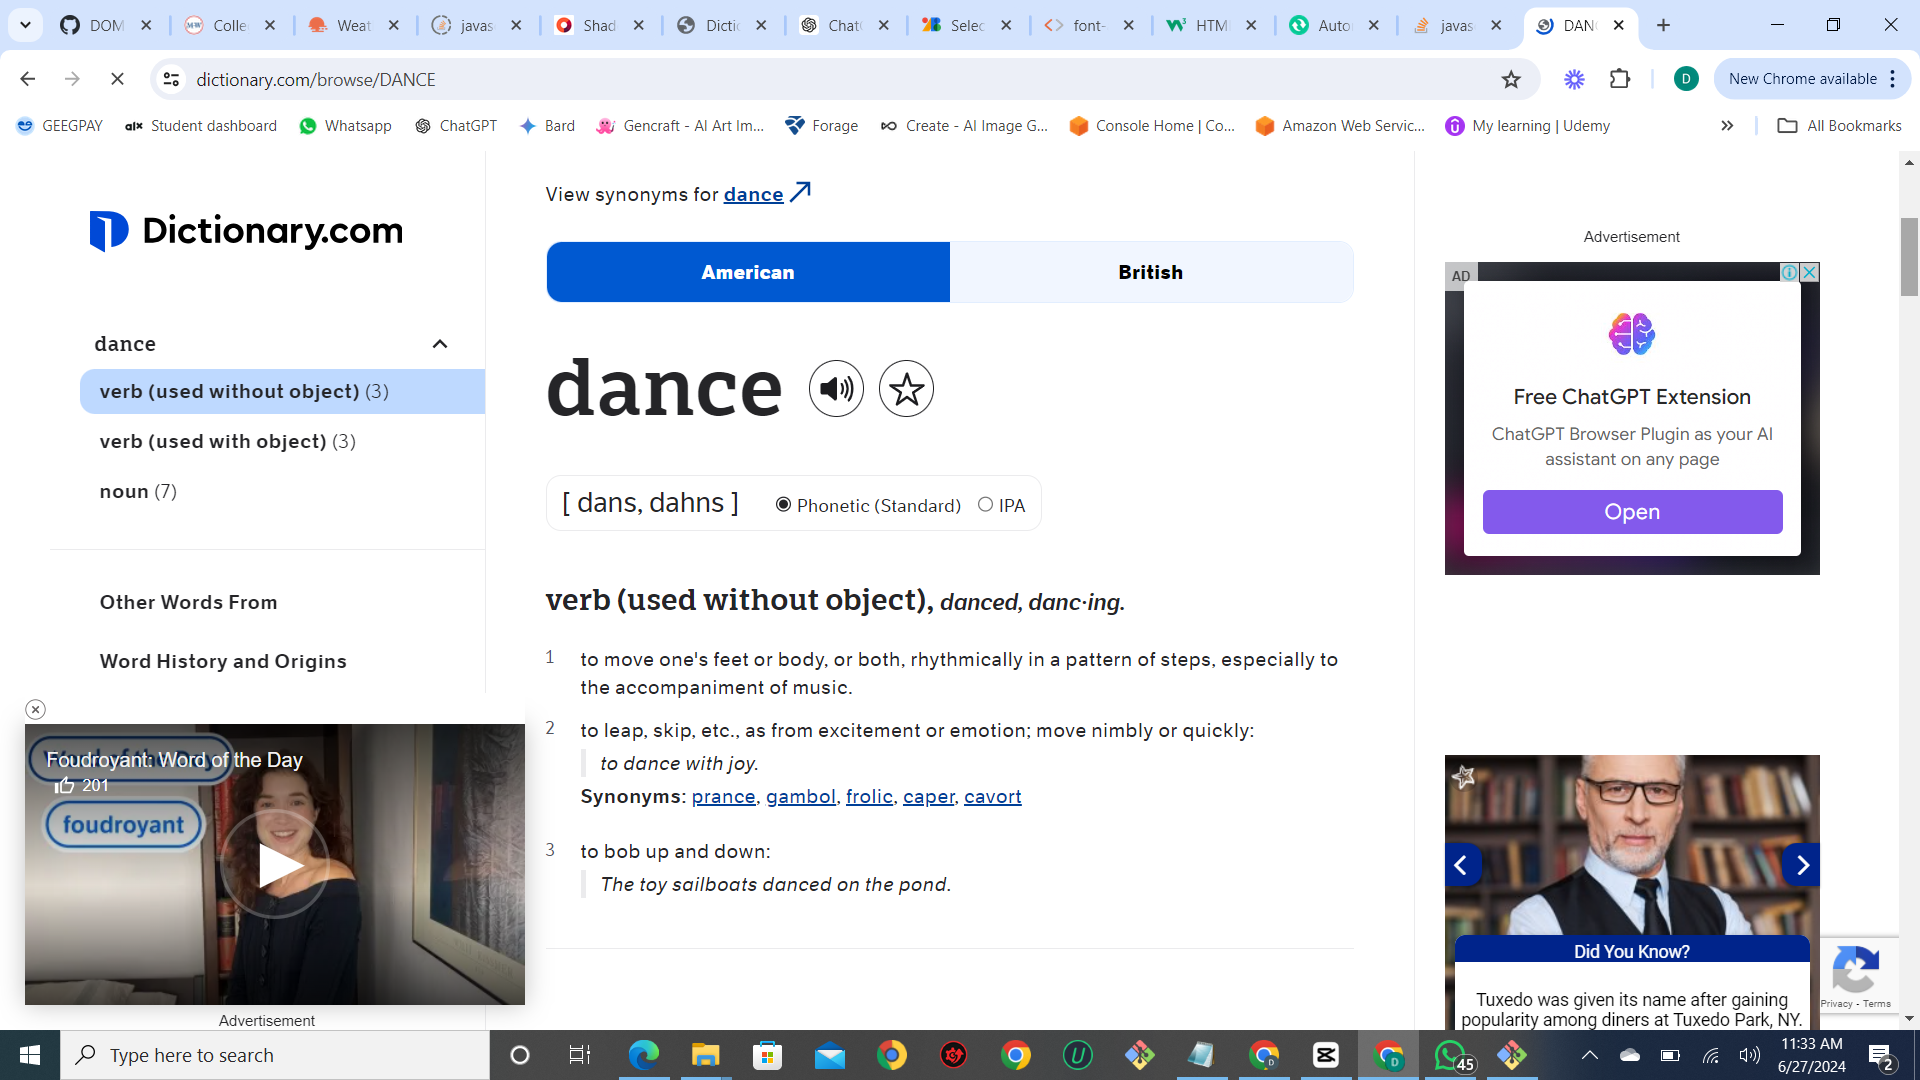 DOM
Colle
Weat
javas
Shad
Dictic
Chat
Selec
font-
HTM
Auto
javas
DANC
dictionary.com/browse/DANCE
D
New Chrome available
GEEGPAY
alx
Student dashboard
Whatsapp
ChatGPT
Bard
Gencraft - AI Art Im...
Forage
Create - AI Image G...
Console Home | Co...
Amazon Web Servic...
My learning | Udemy
All Bookmarks
Dictionary.com
dance
verb (used without object) (3)
verb (used with object) (3)
noun (7)
Other Words From
Word History and Origins
Foudroyant: Word of the Day
201
foudroyant
Advertisement
View synonyms for dance
American
British
dance
[ dans, dahns ]
Phonetic (Standard)
IPA
verb (used without object), danced, danc·ing.
1 to move one's feet or body, or both, rhythmically in a pattern of steps, especially to
the accompaniment of music.
2 to leap, skip, etc., as from excitement or emotion; move nimbly or quickly:
to dance with joy.
Synonyms: prance, gambol, frolic, caper, cavort
3 to bob up and down:
The toy sailboats danced on the pond.
Advertisement
AD
Free ChatGPT Extension
ChatGPT Browser Plugin as your AI
assistant on any page
Open
Did You Know?
Tuxedo was given its name after gaining
popularity among diners at Tuxedo Park, NY.
Privacy - Terms
Type here to search
45
11:33 AM
6/27/2024
2